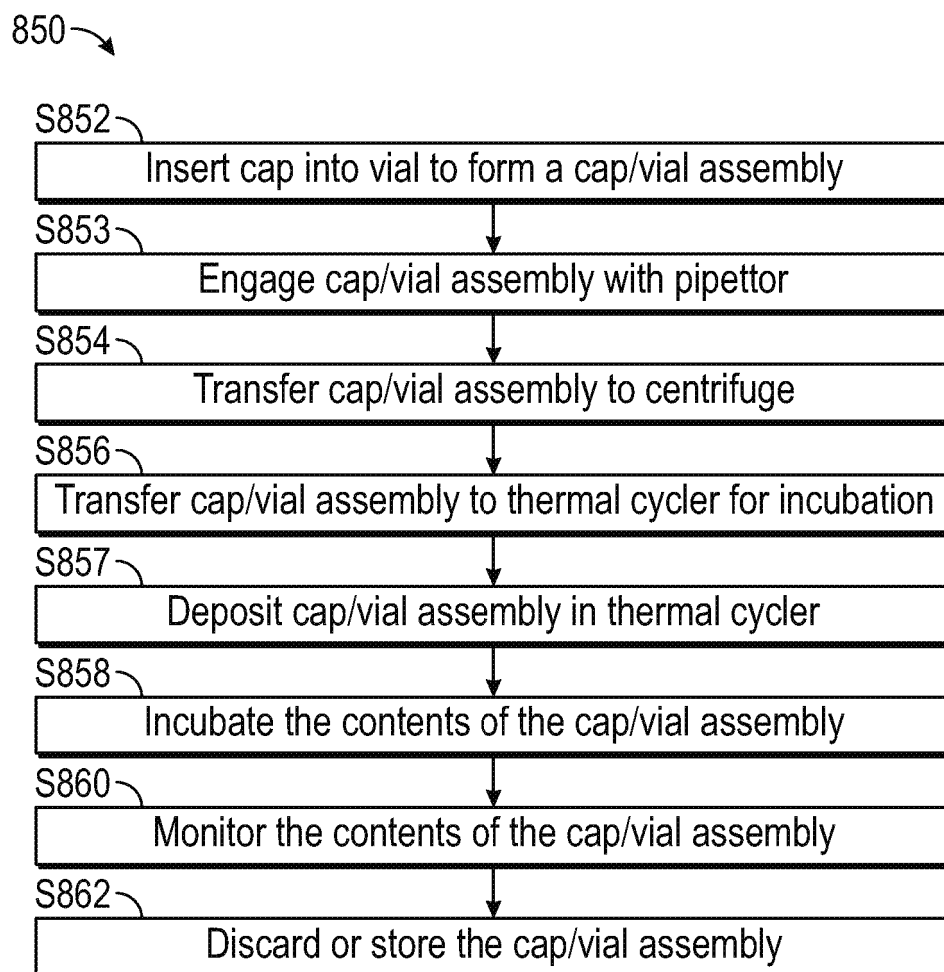 850
S852
Insert cap into vial to form a cap/vial assembly
S853
Engage cap/vial assembly with pipettor
S854
Transfer cap/vial assembly to centrifuge
S856
Transfer cap/vial assembly to thermal cycler for incubation
S857
Deposit cap/vial assembly in thermal cycler
S858
Incubate the contents of the cap/vial assembly
S860
Monitor the contents of the cap/vial assembly
S862
Discard or store the cap/vial assembly